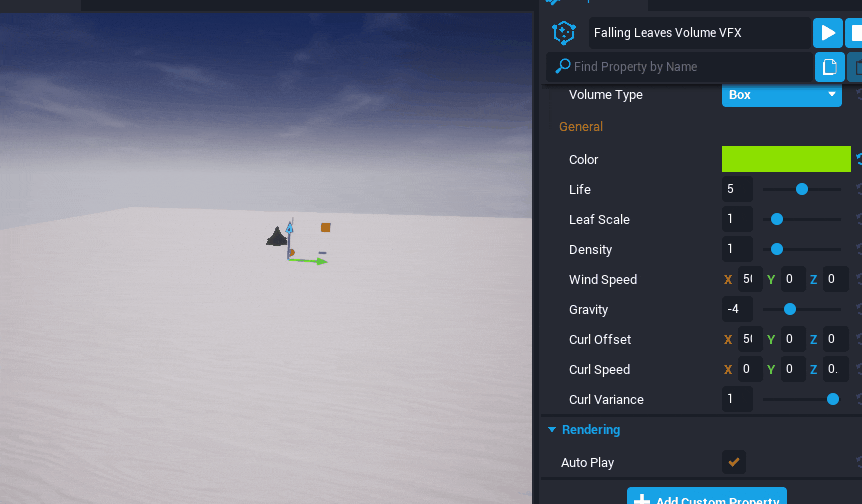 Falling Leaves Volume VFX
Find Property by Name
Volume Type Box
General
Color
Life 5
Leaf Scale 1
Density 1
Wind Speed X 50 Y 0 Z 0
Gravity -4
Curl Offset X 50 Y 0 Z 0
Curl Speed X 0 Y 0 Z 0.
Curl Variance 1
Rendering
Auto Play
Add Custom Property